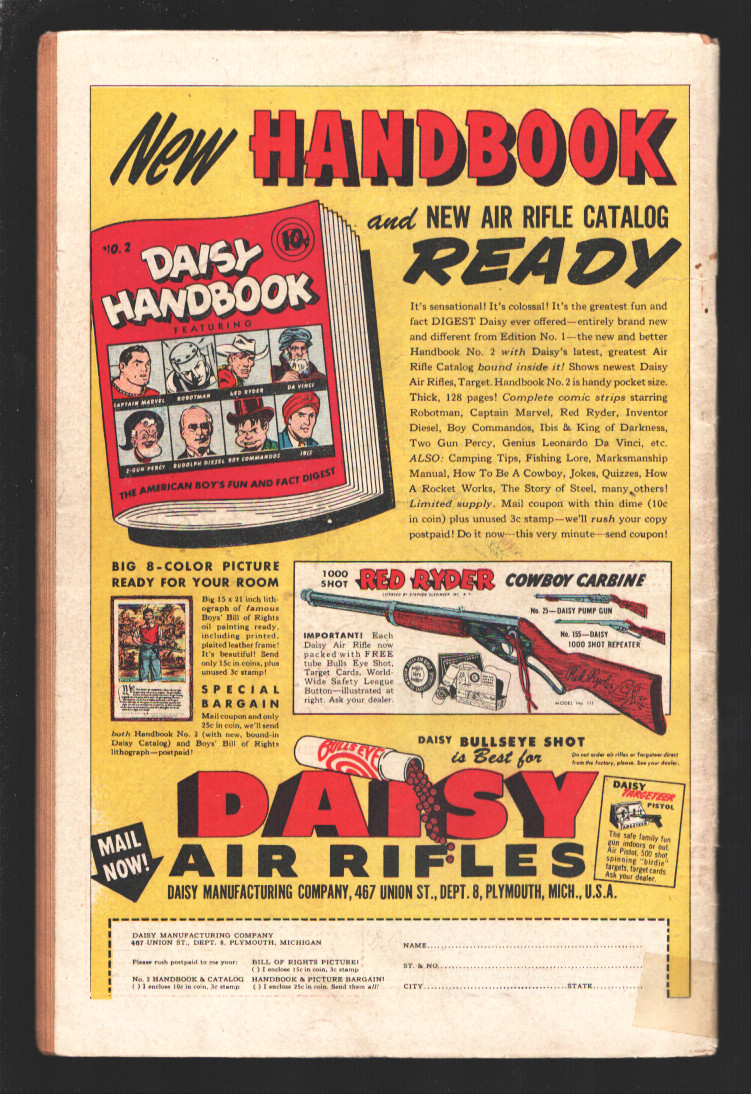 New HANDBOOK
and NEW AIR RIFLE CATALOG
READY
NO. 2
10¢
DAISY
HANDBOOK
FEATURING
CAPTAIN MARVEL ROBOTMAN RED RYDER DA VINCI
2-GUN PERCY RUDOLPH DIESEL BOY COMMANDOS IBIS
THE AMERICAN BOY'S FUN AND FACT DIGEST
It's sensational! It's colossal! It's the greatest fun and
fact DIGEST Daisy ever offered—entirely brand new
and different from Edition No. 1—the new and better
Handbook No. 2 with Daisy's latest, greatest Air
Rifle Catalog bound inside it! Shows newest Daisy
Air Rifles, Target. Handbook No. 2 is handy pocket size.
Thick, 128 pages! Complete comic strips starring
Robotman, Captain Marvel, Red Ryder, Inventor
Diesel, Boy Commandos, Ibis & King of Darkness,
Two Gun Percy, Genius Leonardo Da Vinci, etc.
ALSO: Camping Tips, Fishing Lore, Marksmanship
Manual, How To Be A Cowboy, Jokes, Quizzes, How
A Rocket Works, The Story of Steel, many others!
Limited supply. Mail coupon with thin dime (10c
in coin) plus unused 3c stamp—we'll rush your copy
postpaid! Do it now—this very minute—send coupon!
BIG 8-COLOR PICTURE
READY FOR YOUR ROOM
Big 15 x 21 inch lith-
ograph of famous
Boys' Bill of Rights
oil painting ready,
including printed,
plaited leather frame!
It's beautiful! Send
only 15c in coins, plus
unused 3c stamp!
SPECIAL
BARGAIN
Mail coupon and only
25c in coin, we'll send
both Handbook No. 2 (with new, bound-in
Daisy Catalog) and Boys' Bill of Rights
lithograph—postpaid!
1000
SHOT RED RYDER COWBOY CARBINE
LICENSED BY STEPHEN SLESINGER, INC. N.Y.
No. 25—DAISY PUMP GUN
No. 155—DAISY
1000 SHOT REPEATER
IMPORTANT! Each
Daisy Air Rifle now
packed with FREE
tube Bulls Eye Shot,
Target Cards, World-
Wide Safety League
Button—illustrated at
right. Ask your dealer.
Red Ryder
MODEL No. 111
DAISY BULLSEYE SHOT
is Best for
Do not order air rifles or Targeteer direct
from the factory, please. See your dealer.
BULLS EYE
DAISY
AIR RIFLES
DAISY
TARGETEER
PISTOL
The safe family fun
gun indoors or out.
Air Pistol, 500 shot
spinning "birdie"
targets, target cards.
Ask your dealer.
MAIL
NOW!
DAISY MANUFACTURING COMPANY, 467 UNION ST., DEPT. 8, PLYMOUTH, MICH., U.S.A.
DAISY MANUFACTURING COMPANY
467 UNION ST., DEPT. 8, PLYMOUTH, MICHIGAN
Please rush postpaid to me your:
No. 2 HANDBOOK & CATALOG
( ) I enclose 10c in coin, 3c stamp
BILL OF RIGHTS PICTURE!
( ) I enclose 15c in coin, 3c stamp
HANDBOOK & PICTURE BARGAIN!
( ) I enclose 25c in coin. Send them all!
NAME
ST. & NO.
CITY STATE